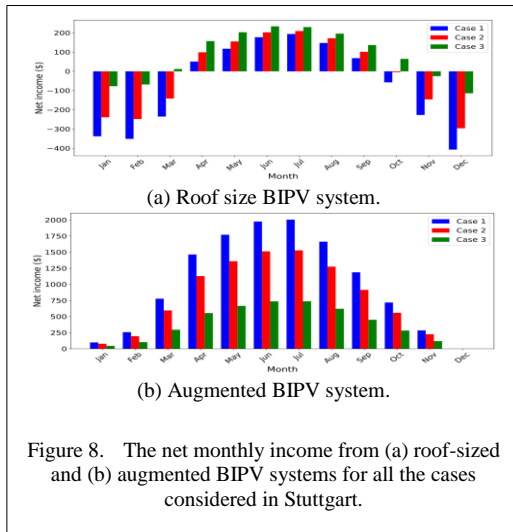 200
100
0
−100
−200
−300
−400
Net income ($)
Case 1
Case 2
Case 3
Jan Feb Mar Apr May Jun Jul Aug Sep Oct Nov Dec
Month
(a) Roof size BIPV system.
2000
1750
1500
1250
1000
750
500
250
0
Net income ($)
Case 1
Case 2
Case 3
Jan Feb Mar Apr May Jun Jul Aug Sep Oct Nov Dec
Month
(b) Augmented BIPV system.
Figure 8. The net monthly income from (a) roof-sized
and (b) augmented BIPV systems for all the cases
considered in Stuttgart.